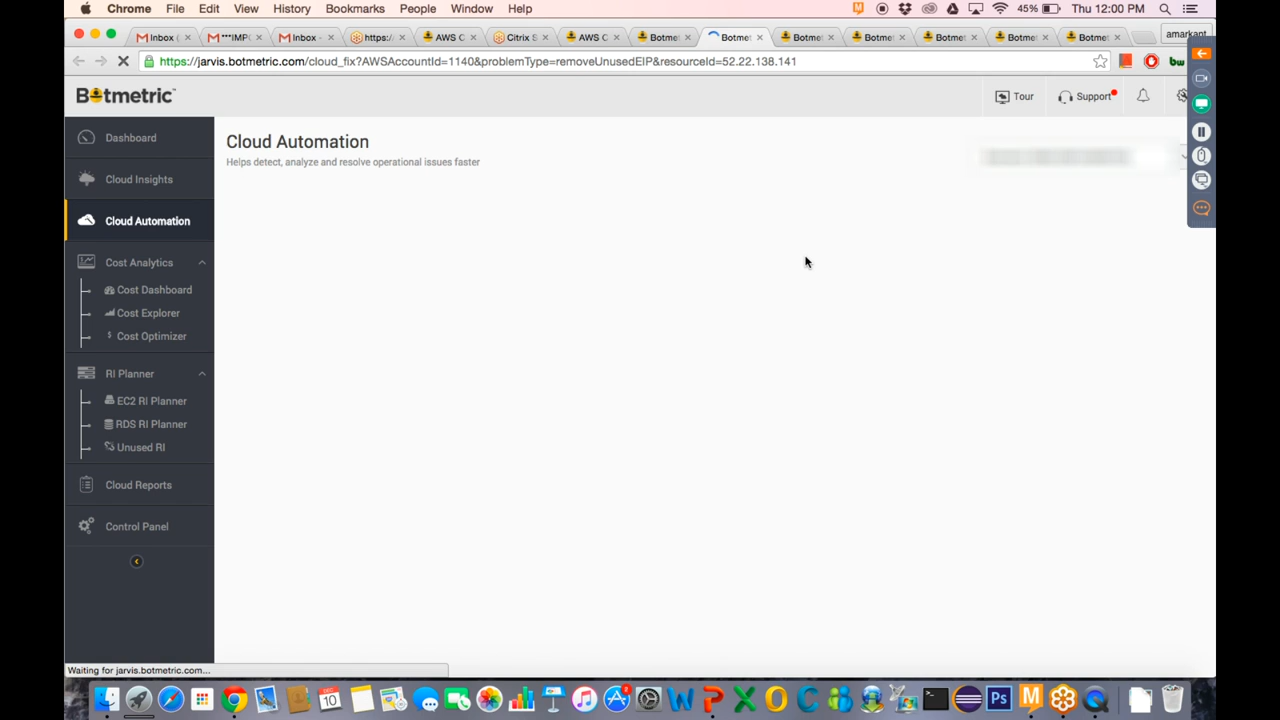 Chrome File Edit View History Bookmarks People Window Help 45% Thu 12:00 PM
Inbox ( ***IMP( Inbox - https:/ AWS C Citrix S AWS C Botmet Botmet Botmet Botmet Botmet Botmet Botmet amarkant
https://jarvis.botmetric.com/cloud_fix?AWSAccountId=1140&problemType=removeUnusedEIP&resourceId=52.22.138.141
Botmetric Tour Support
Dashboard
Cloud Automation
Helps detect, analyze and resolve operational issues faster
Cloud Insights
Cloud Automation
Cost Analytics
Cost Dashboard
Cost Explorer
$ Cost Optimizer
RI Planner
EC2 RI Planner
RDS RI Planner
Unused RI
Cloud Reports
Control Panel
Waiting for jarvis.botmetric.com...